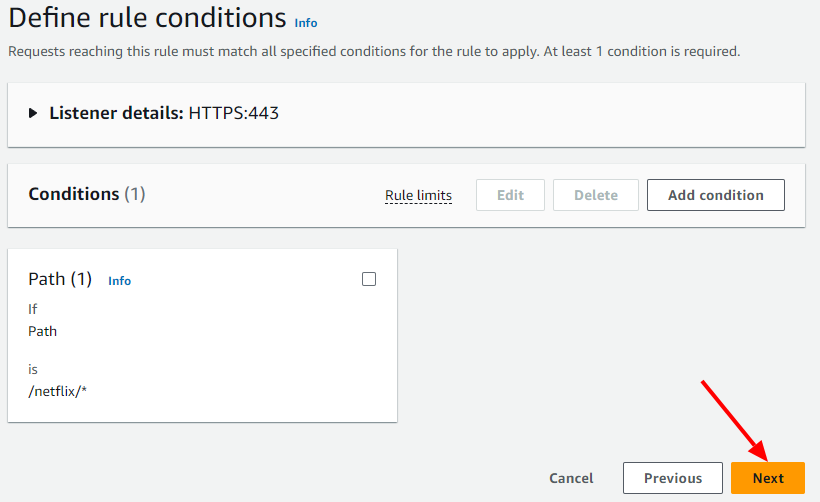 Define rule conditions Info
Requests reaching this rule must match all specified conditions for the rule to apply. At least 1 condition is required.
Listener details: HTTPS:443
Conditions (1) Rule limits Edit Delete Add condition
Path (1) Info
If
Path
is
/netflix/*
Cancel Previous Next